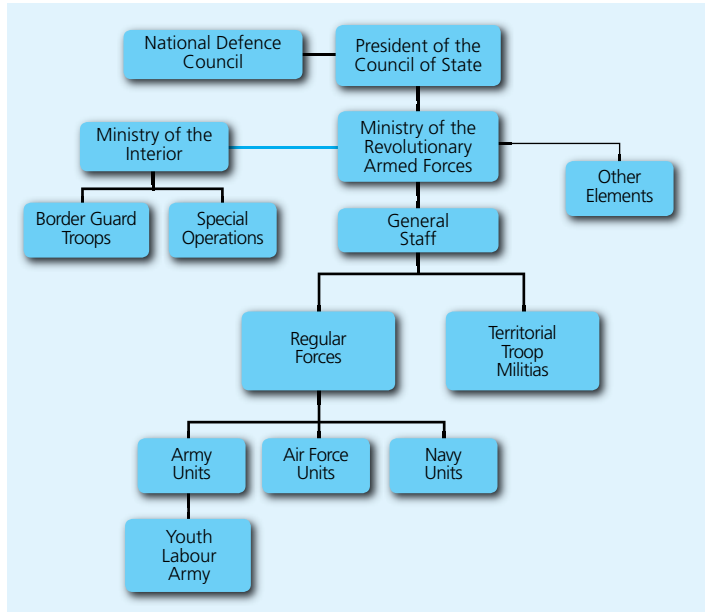 National Defence
Council
President of the
Council of State
Ministry of the
Interior
Ministry of the
Revolutionary
Armed Forces
Other
Elements
Border Guard
Troops
Special
Operations
General
Staff
Regular
Forces
Territorial
Troop
Militias
Army
Units
Air Force
Units
Navy
Units
Youth
Labour
Army